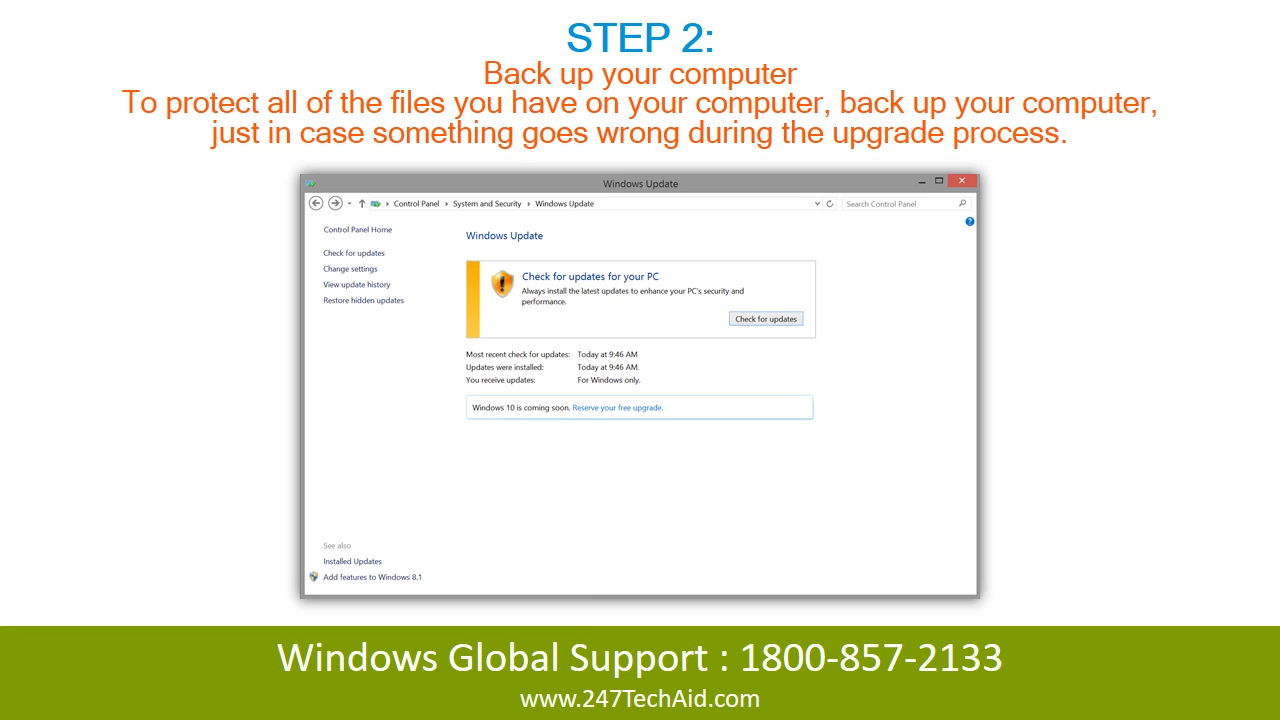 STEP 2:
Back up your computer
To protect all of the files you have on your computer, back up your computer,
just in case something goes wrong during the upgrade process.
Windows Update
Control Panel
System and Security
Windows Update
Search Control Panel
Control Panel Home
Check for updates
Change settings
View update history
Restore hidden updates
Windows Update
Check for updates for your PC
Always install the latest updates to enhance your PC's security and
performance.
Check for updates
Most recent check for updates: Today at 9:46 AM
Updates were installed: Today at 9:46 AM.
You receive updates: For Windows only.
Windows 10 is coming soon. Reserve your free upgrade.
See also
Installed Updates
Add features to Windows 8.1
Windows Global Support : 1800-857-2133
www.247TechAid.com